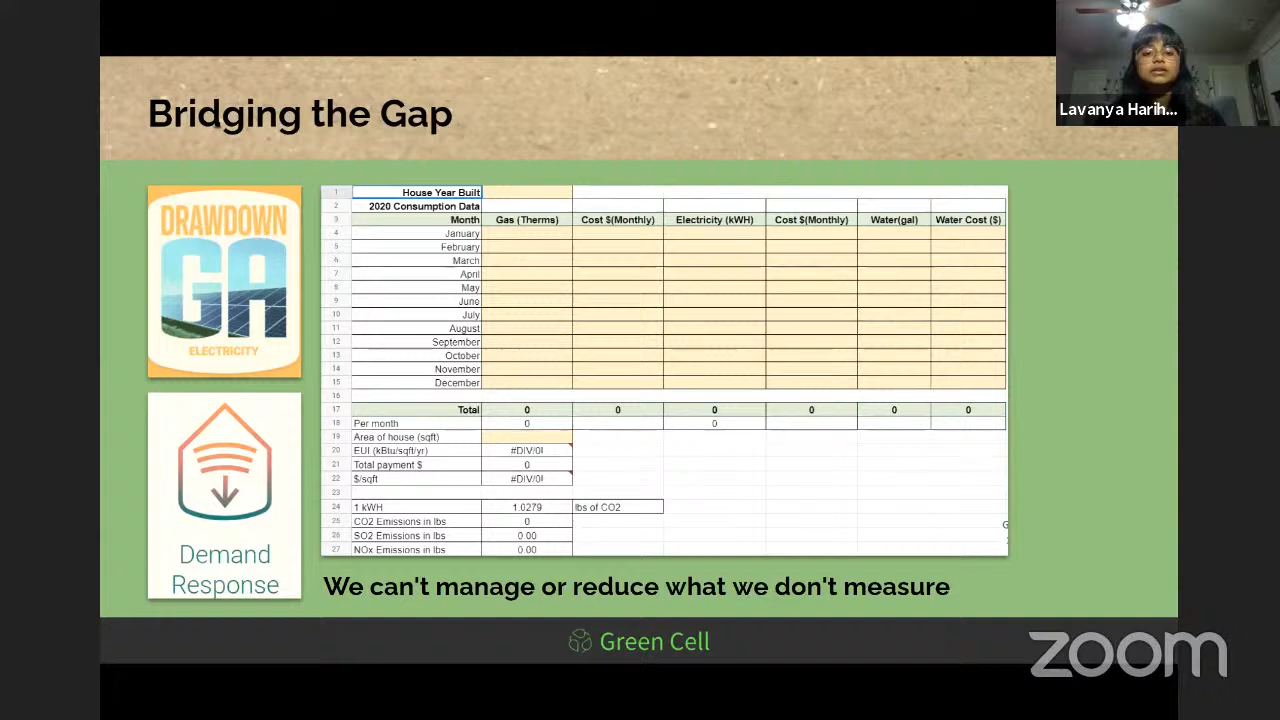 Bridging the Gap
Lavanya Harih...
DRAWDOWN
GA
ELECTRICITY
Demand
Response
1 House Year Built
2 2020 Consumption Data
3 Month Gas (Therms) Cost $(Monthly) Electricity (kWH) Cost $(Monthly) Water(gal) Water Cost ($)
4 January
5 February
6 March
7 April
8 May
9 June
10 July
11 August
12 September
13 October
14 November
15 December
16
17 Total 0 0 0 0 0 0
18 Per month 0 0
19 Area of house (sqft)
20 EUI (kBtu/sqft/yr) #DIV/0!
21 Total payment $ 0
22 $/sqft #DIV/0!
23
24 1 kWH 1.0279 lbs of CO2
25 CO2 Emissions in lbs 0
26 SO2 Emissions in lbs 0.00
27 NOx Emissions in lbs 0.00
We can't manage or reduce what we don't measure
Green Cell
zoom